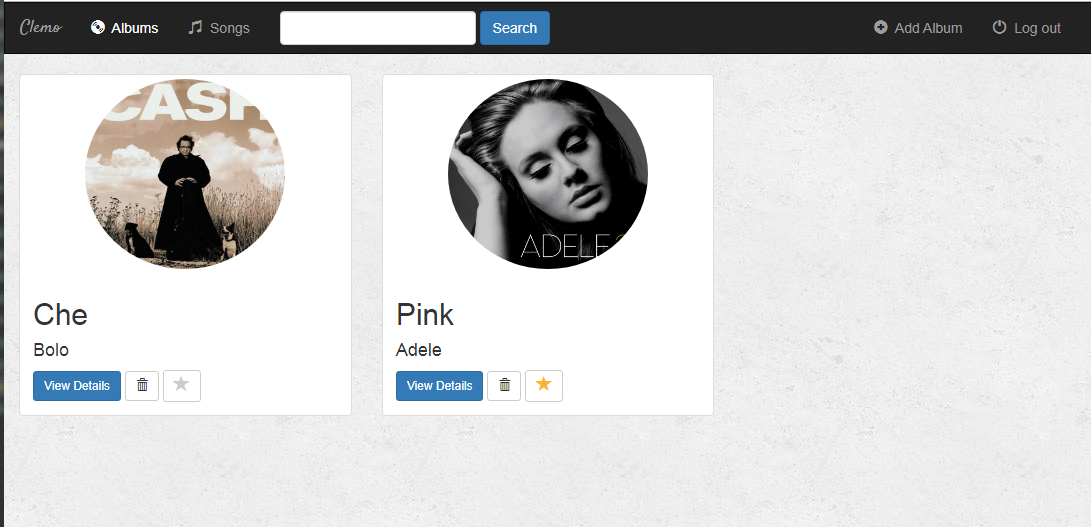 Clemo Albums Songs Search Add Album Log out
CASH
ADELE
Che
Bolo
View Details
Pink
Adele
View Details